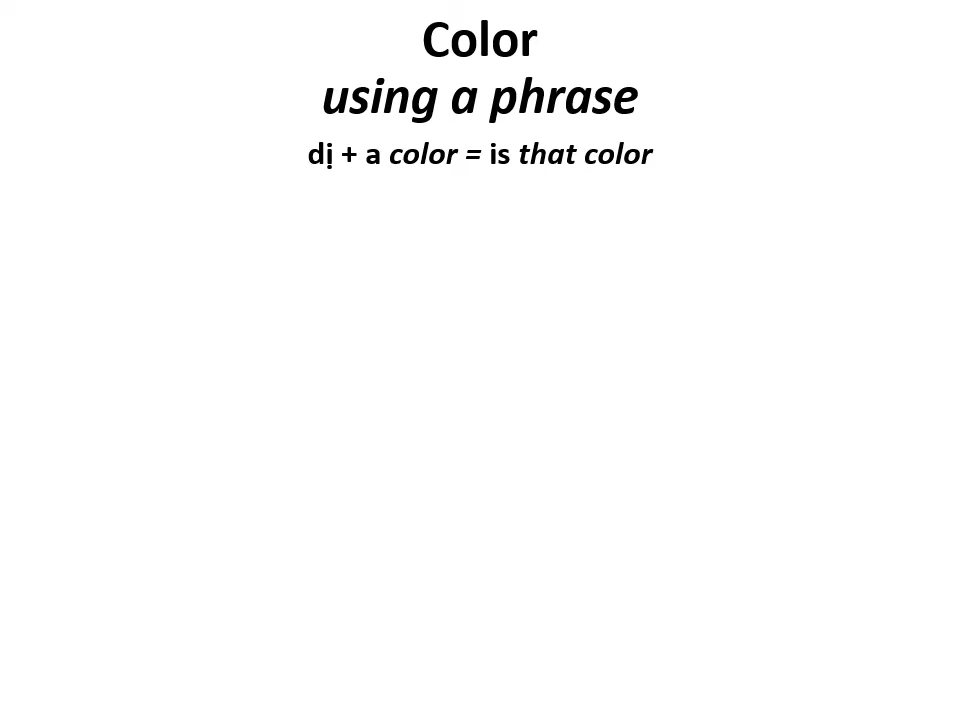 Color
using a phrase
dị + a color = is that color